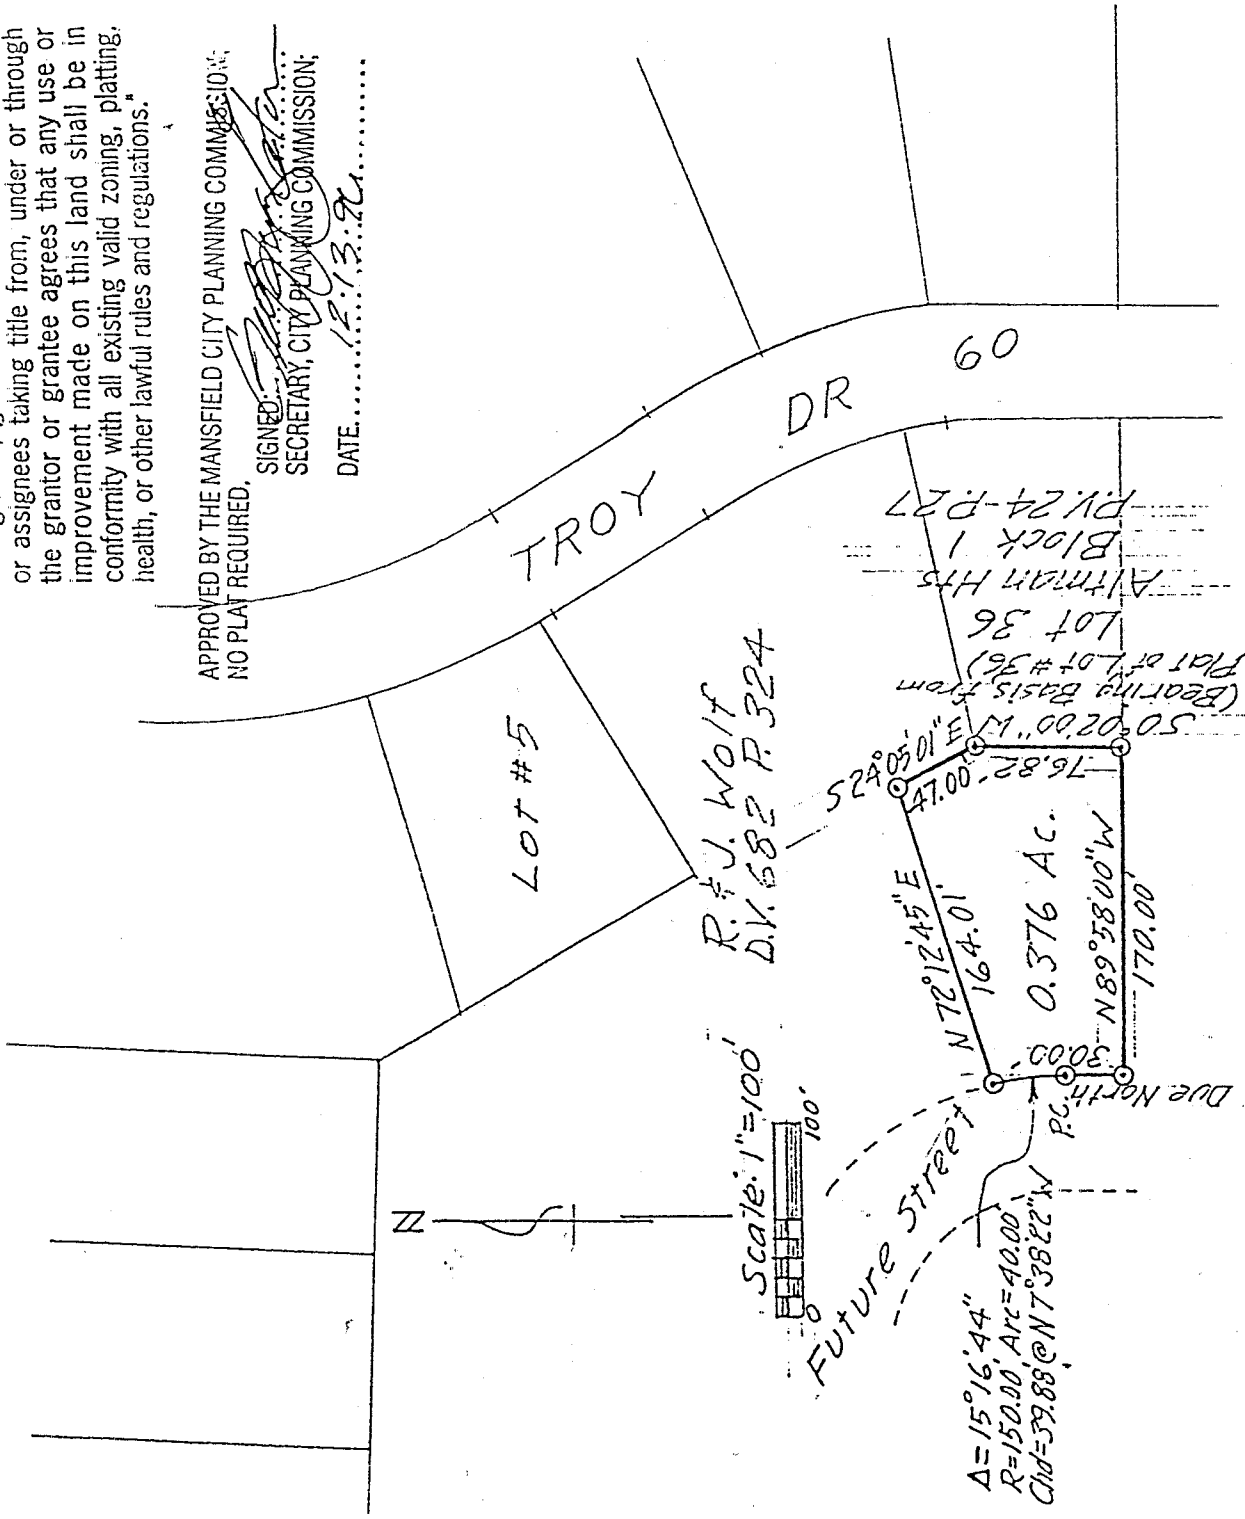 or assignees taking title from, under or through
the grantor or grantee agrees that any use or
improvement made on this land shall be in
conformity with all existing valid zoning, platting,
health, or other lawful rules and regulations."
APPROVED BY THE MANSFIELD CITY PLANNING COMMISSION;
NO PLAT REQUIRED.
SIGNED
SECRETARY, CITY PLANNING COMMISSION;
DATE 12-13-90
TROY DR 60
LOT #5
R. & J. Wolf
D.V. 682 P. 324
N
Scale: 1"=100'
0 100'
Future Street
S 24° 05' 01" E
47.00'
N 72° 12' 45" E
164.01'
0.376 Ac.
N 89° 58' 00" W
170.00'
76.82
S 0° 02' 00" W
(Bearing Basis from
Plat of Lot #36)
Lot 36
Altman Hts
Block 1
P.V. 24-P.27
30.00
Due North
P.C.
Δ = 15° 16' 44"
R=150.00' Arc=40.00'
Chd=39.88' @ N 7° 38' 22" W